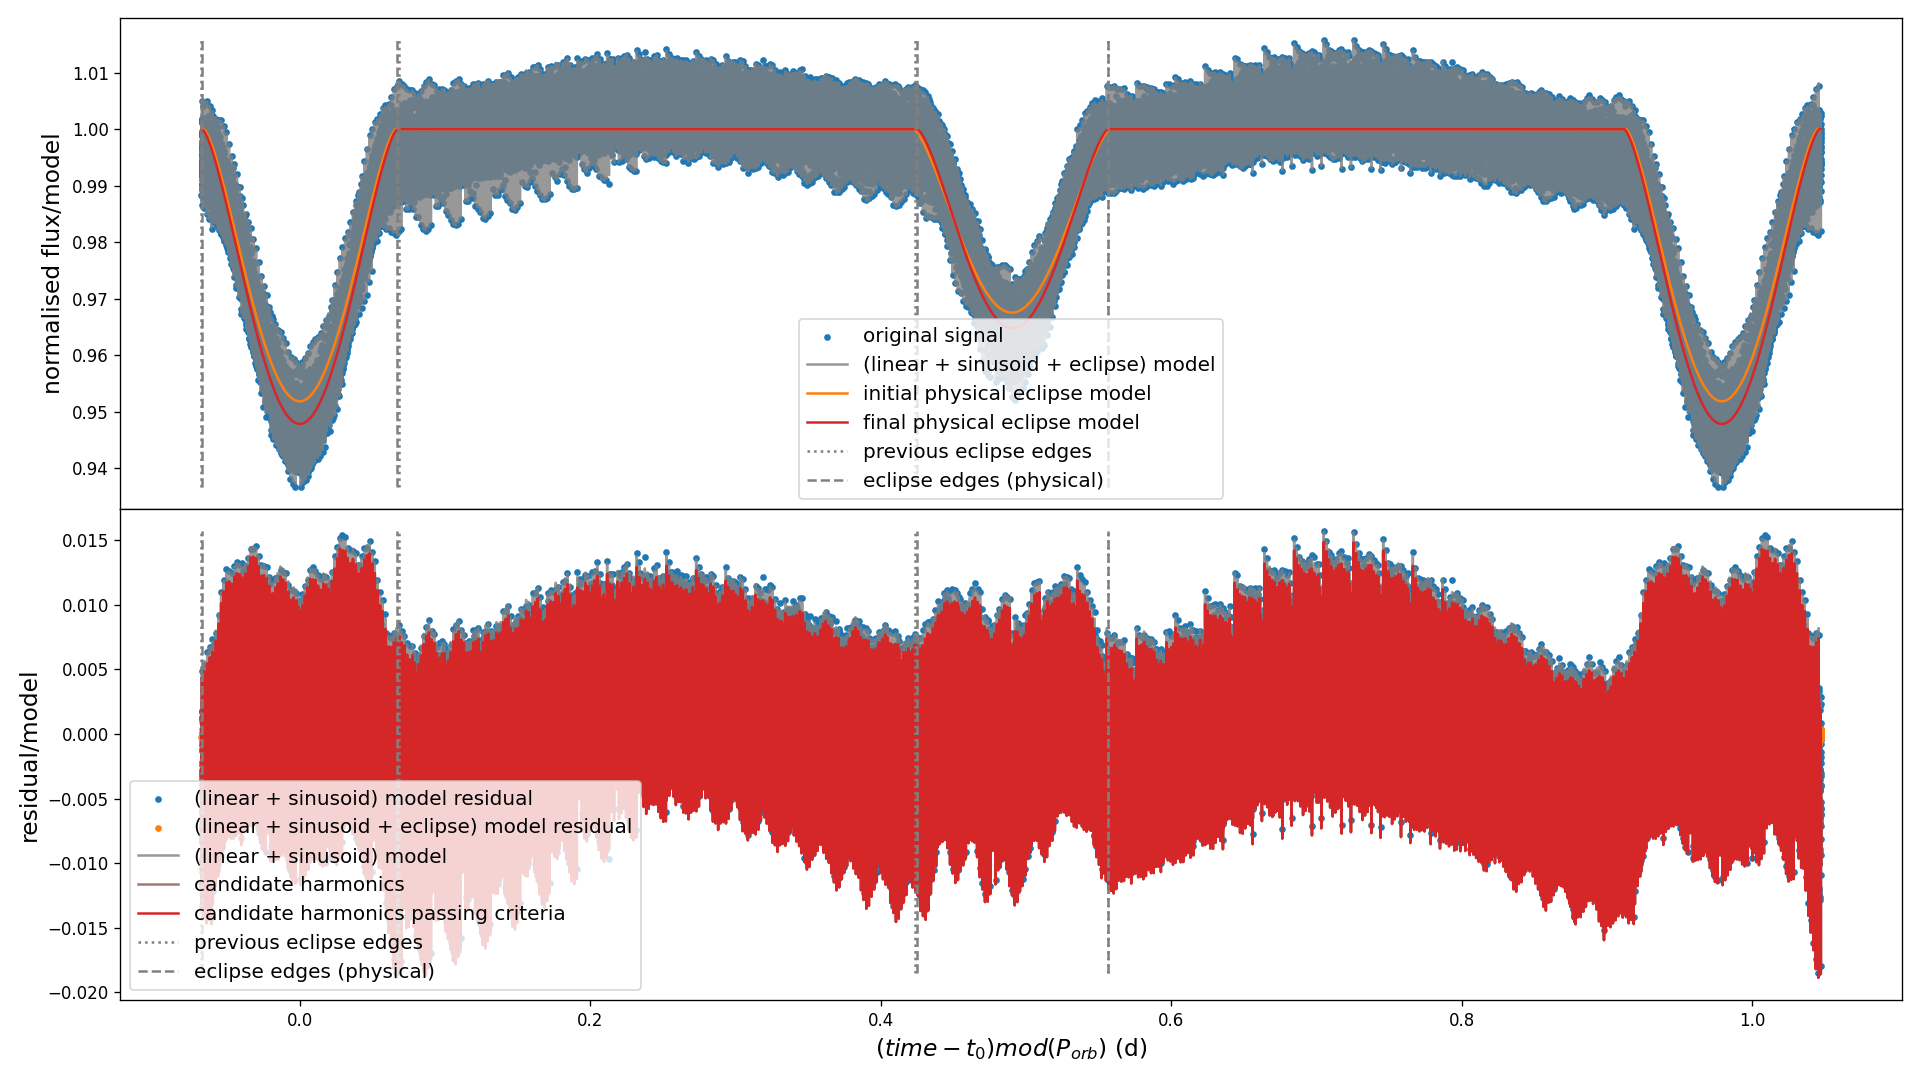 normalised flux/model
1.01
1.00
0.99
0.98
0.97
0.96
0.95
0.94
original signal
(linear + sinusoid + eclipse) model
initial physical eclipse model
final physical eclipse model
previous eclipse edges
eclipse edges (physical)
residual/model
0.015
0.010
0.005
0.000
−0.005
−0.010
−0.015
−0.020
(linear + sinusoid) model residual
(linear + sinusoid + eclipse) model residual
(linear + sinusoid) model
candidate harmonics
candidate harmonics passing criteria
previous eclipse edges
eclipse edges (physical)
0.0 0.2 0.4 0.6 0.8 1.0
(time − t₀)mod(P_orb) (d)